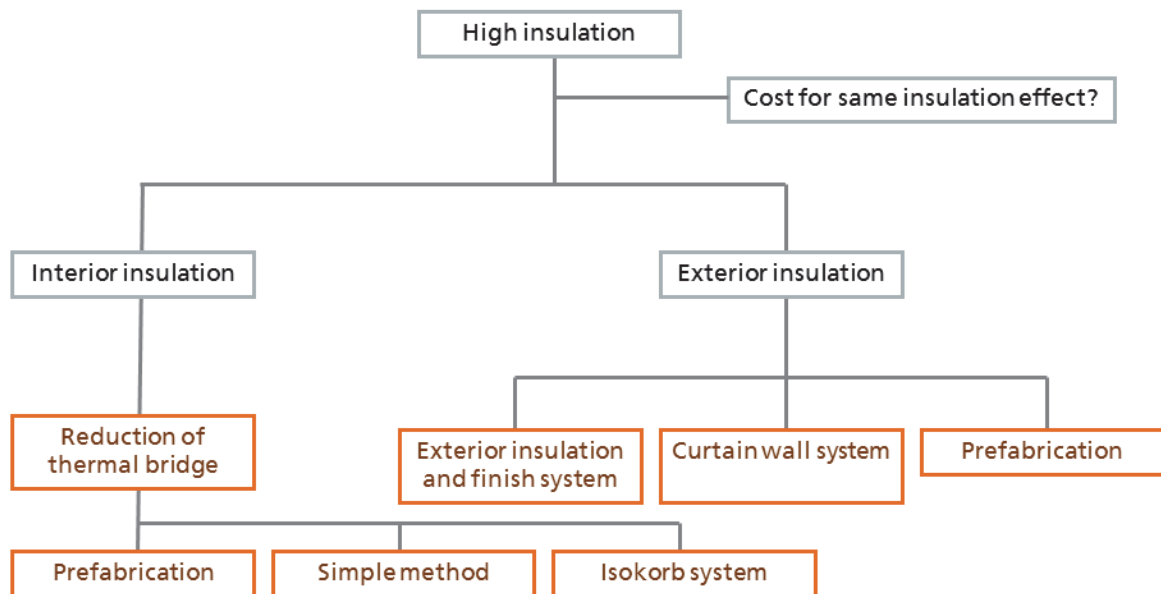 High insulation
Cost for same insulation effect?
Interior insulation
Exterior insulation
Reduction of
thermal bridge
Exterior insulation
and finish system
Curtain wall system
Prefabrication
Prefabrication
Simple method
Isokorb system